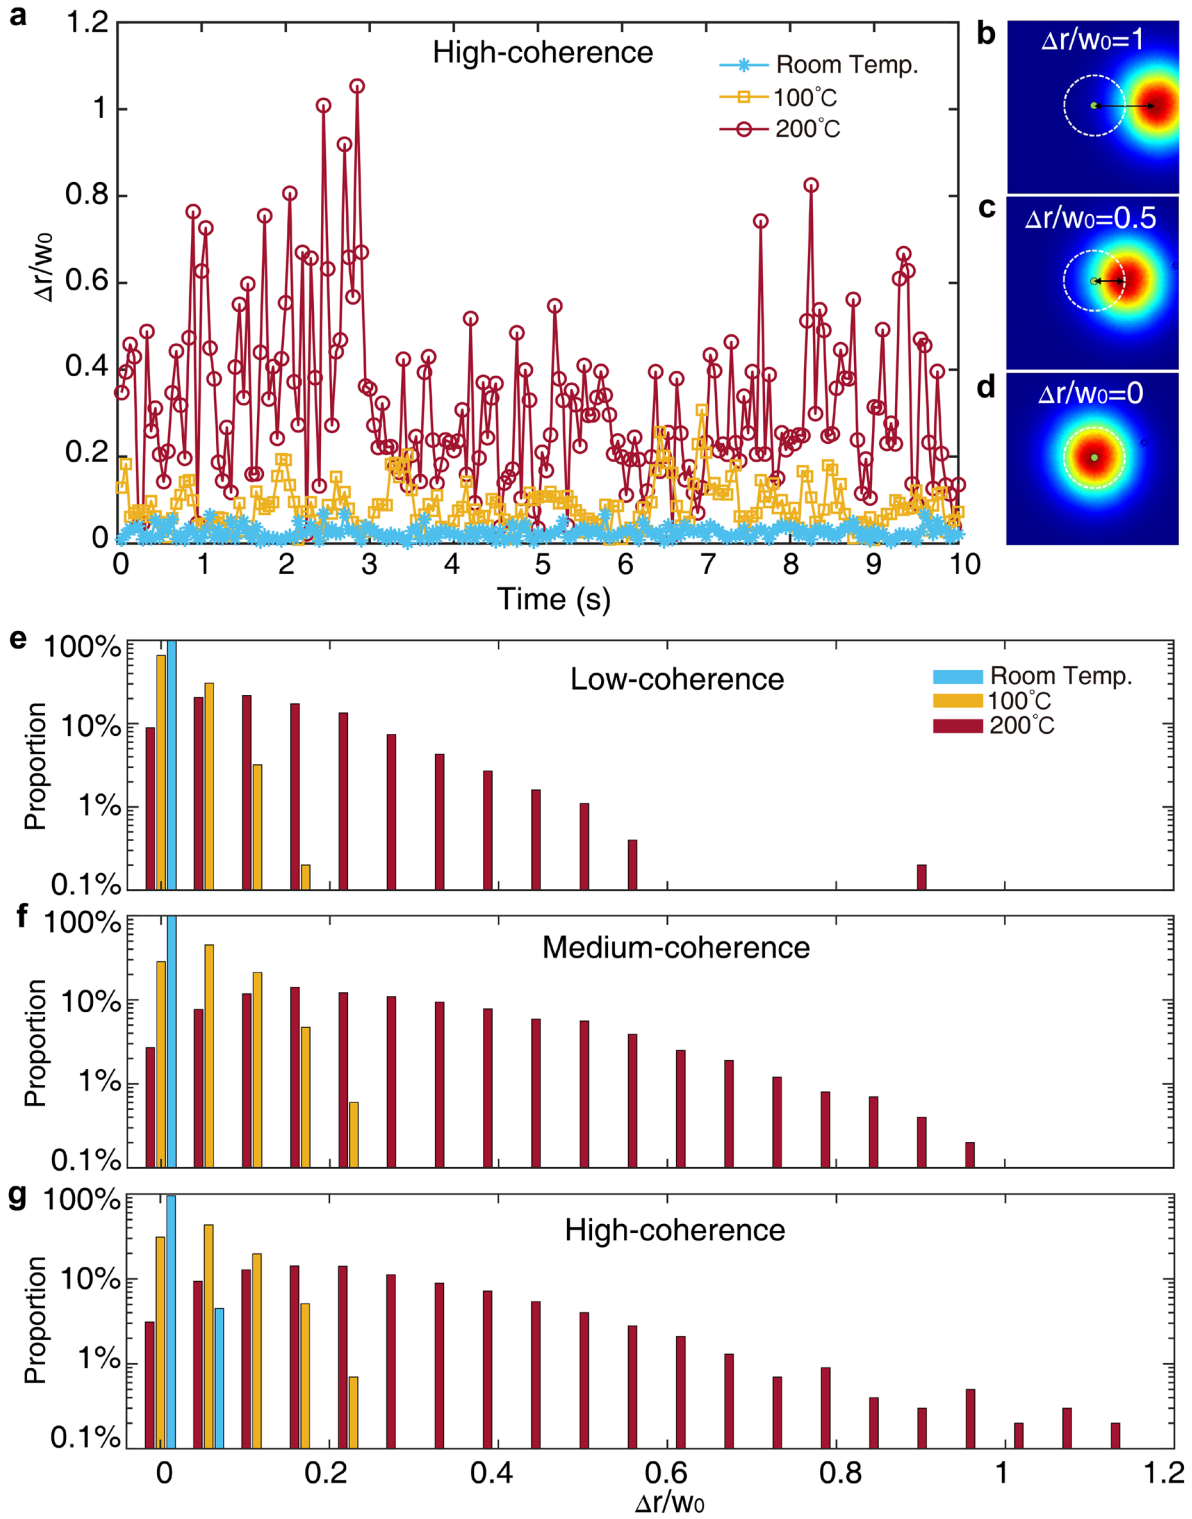 a
1.2
1
0.8
0.6
0.4
0.2
0
Δr/w₀
High-coherence
Room Temp.
100°C
200°C
0 1 2 3 4 5 6 7 8 9 10
Time (s)
b
Δr/w₀=1
c
Δr/w₀=0.5
d
Δr/w₀=0
e
100%
10%
1%
0.1%
Proportion
Low-coherence
Room Temp.
100°C
200°C
f
100%
10%
1%
0.1%
Proportion
Medium-coherence
g
100%
10%
1%
0.1%
Proportion
High-coherence
0 0.2 0.4 0.6 0.8 1 1.2
Δr/w₀